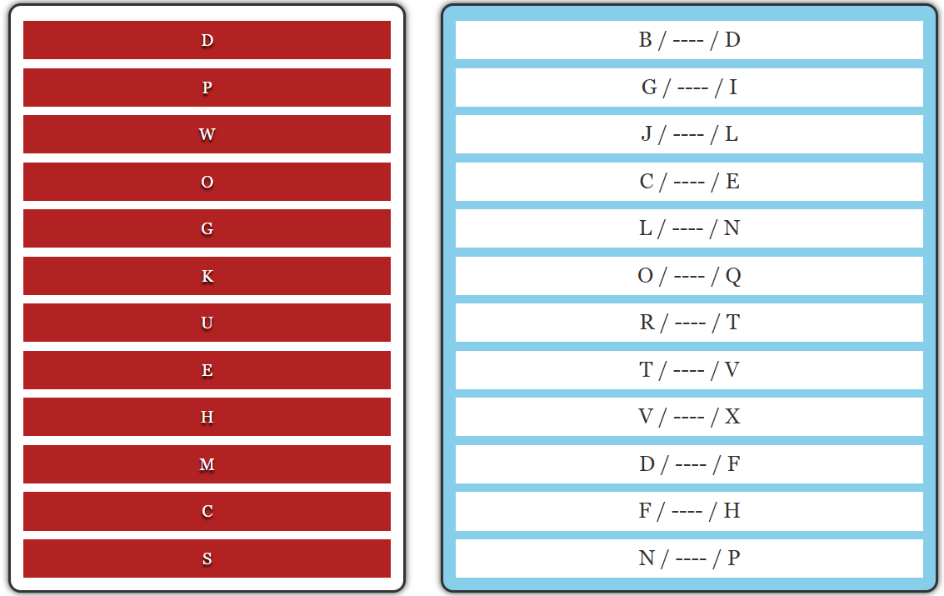 D
P
W
O
G
K
U
E
H
M
C
S
B / ---- / D
G / ---- / I
J / ---- / L
C / ---- / E
L / ---- / N
O / ---- / Q
R / ---- / T
T / ---- / V
V / ---- / X
D / ---- / F
F / ---- / H
N / ---- / P